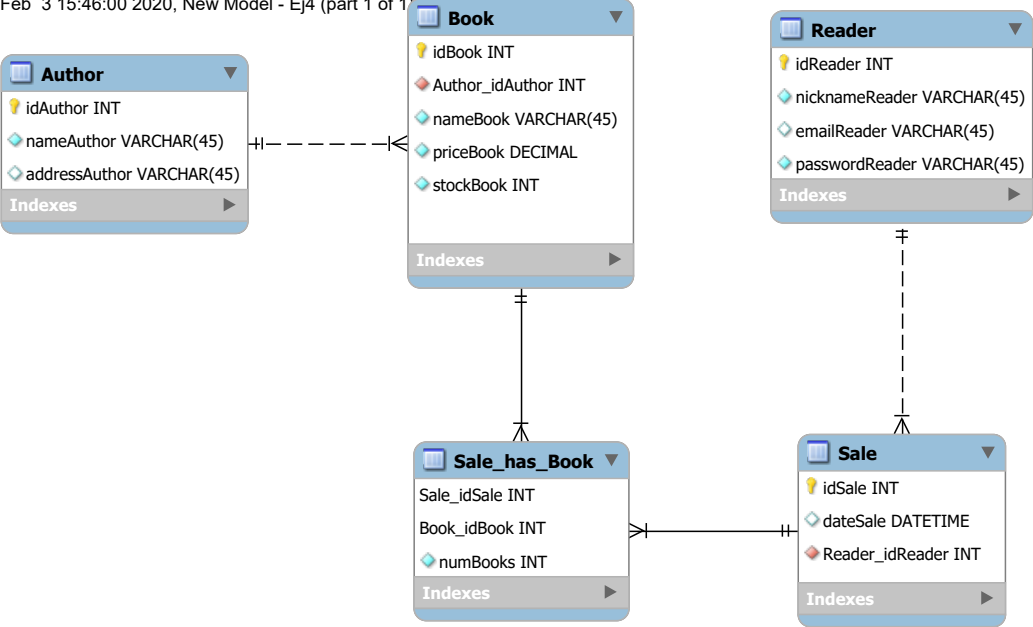 Feb 3 15:46:00 2020, New Model - Ej4 (part 1 of 1
Author
idAuthor INT
nameAuthor VARCHAR(45)
addressAuthor VARCHAR(45)
Indexes
Book
idBook INT
Author_idAuthor INT
nameBook VARCHAR(45)
priceBook DECIMAL
stockBook INT
Indexes
Reader
idReader INT
nicknameReader VARCHAR(45)
emailReader VARCHAR(45)
passwordReader VARCHAR(45)
Indexes
Sale_has_Book
Sale_idSale INT
Book_idBook INT
numBooks INT
Indexes
Sale
idSale INT
dateSale DATETIME
Reader_idReader INT
Indexes